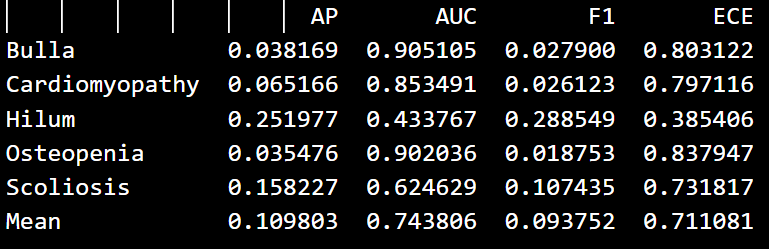 | | | | | | AP AUC F1 ECE
Bulla 0.038169 0.905105 0.027900 0.803122
Cardiomyopathy 0.065166 0.853491 0.026123 0.797116
Hilum 0.251977 0.433767 0.288549 0.385406
Osteopenia 0.035476 0.902036 0.018753 0.837947
Scoliosis 0.158227 0.624629 0.107435 0.731817
Mean 0.109803 0.743806 0.093752 0.711081